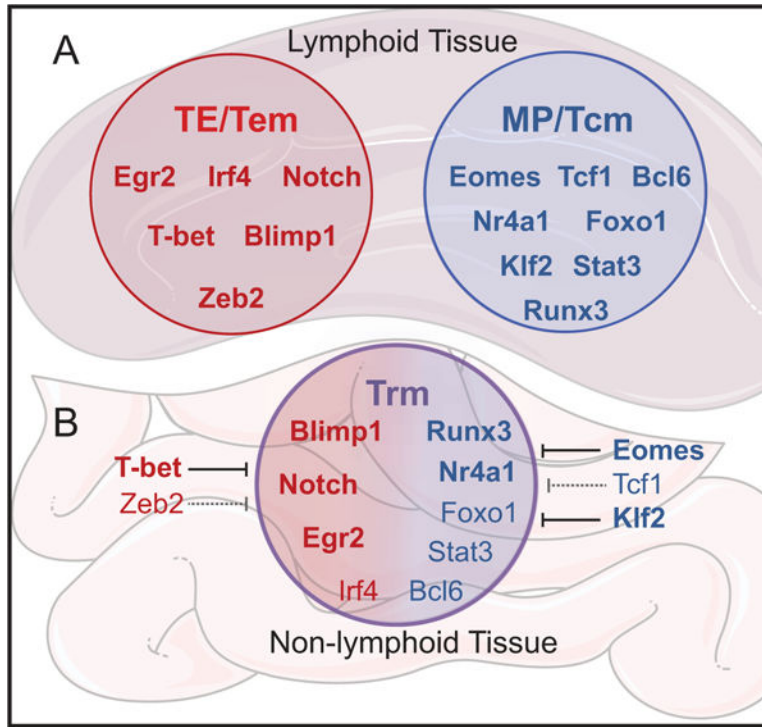 A
Lymphoid Tissue
TE/Tem
Egr2 Irf4 Notch
T-bet Blimp1
Zeb2
MP/Tcm
Eomes Tcf1 Bcl6
Nr4a1 Foxo1
Klf2 Stat3
Runx3
B
Trm
T-bet
Zeb2
Blimp1
Notch
Egr2
Irf4
Runx3
Nr4a1
Foxo1
Stat3
Bcl6
Eomes
Tcf1
Klf2
Non-lymphoid Tissue